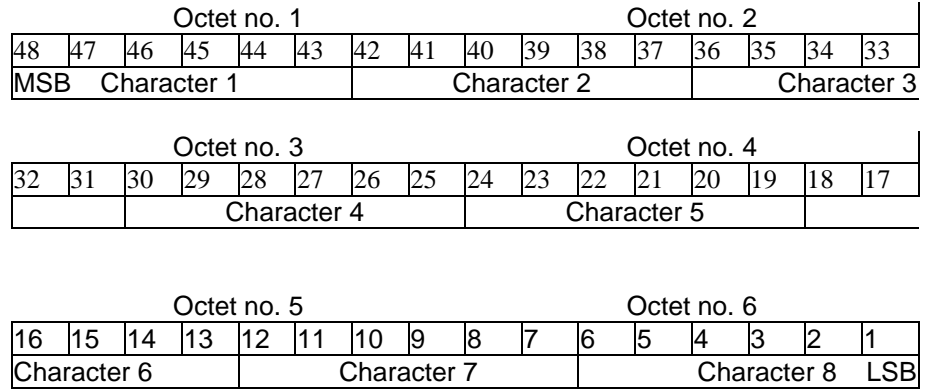 Octet no. 1 Octet no. 2
48 47 46 45 44 43 42 41 40 39 38 37 36 35 34 33
MSB Character 1 Character 2 Character 3
Octet no. 3 Octet no. 4
32 31 30 29 28 27 26 25 24 23 22 21 20 19 18 17
Character 4 Character 5
Octet no. 5 Octet no. 6
16 15 14 13 12 11 10 9 8 7 6 5 4 3 2 1
Character 6 Character 7 Character 8 LSB